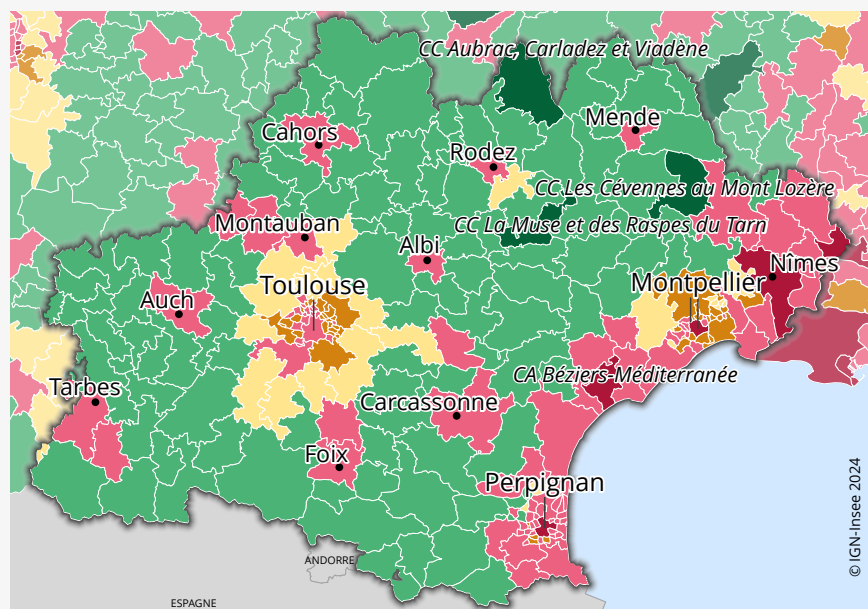 CC Aubrac, Carladez et Viadène
Mende
Cahors
Rodez
CC Les Cévennes au Mont Lozère
CC La Muse et des Raspes du Tarn
Montauban
Albi
Nîmes
Toulouse
Montpellier
Auch
CA Béziers-Méditerranée
Tarbes
Carcassonne
Foix
Perpignan
ANDORRE
ESPAGNE
© IGN-Insee 2024